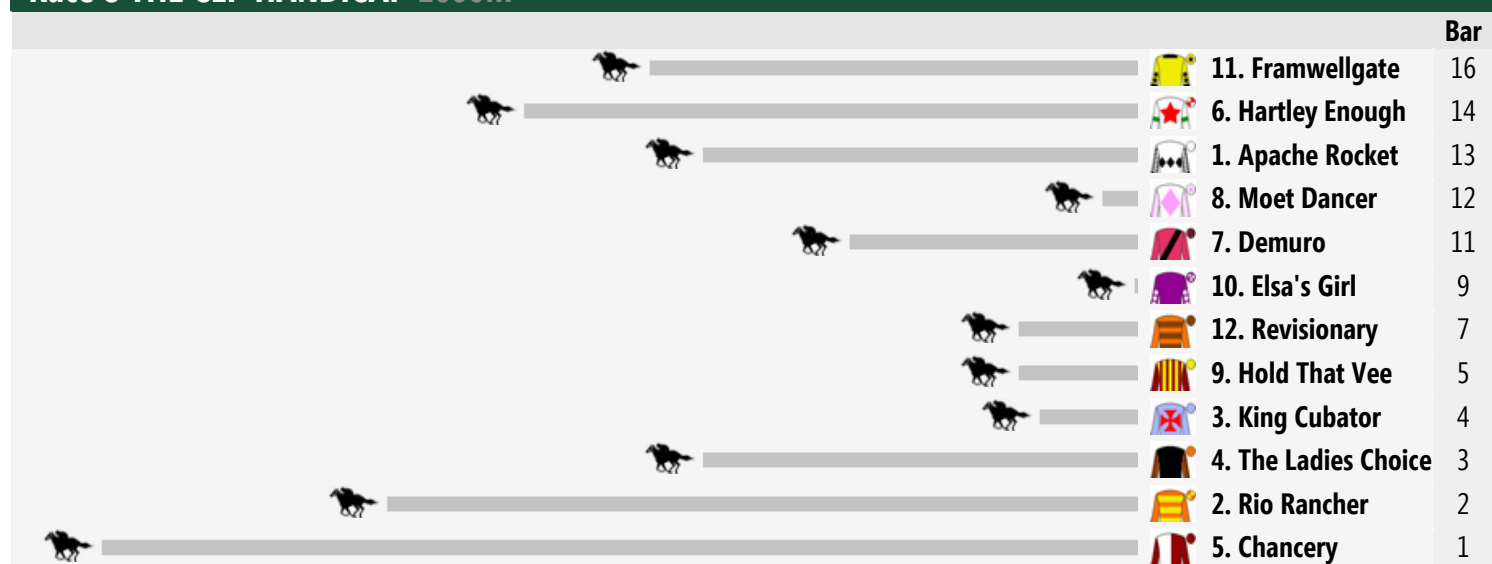 Bar
11. Framwellgate 16
6. Hartley Enough 14
1. Apache Rocket 13
8. Moet Dancer 12
7. Demuro 11
10. Elsa's Girl 9
12. Revisionary 7
9. Hold That Vee 5
3. King Cubator 4
4. The Ladies Choice 3
2. Rio Rancher 2
5. Chancery 1